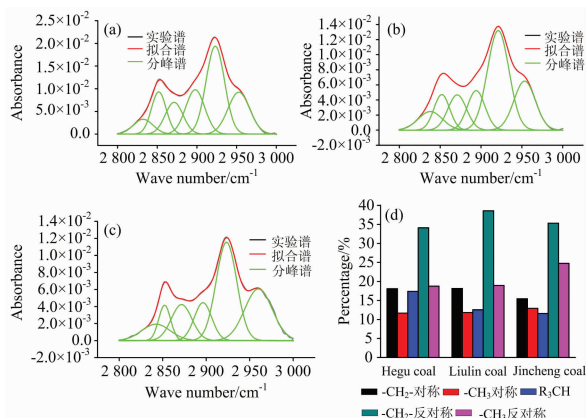 (a)
实验谱
拟合谱
分峰谱
2.5×10⁻²
2.0×10⁻²
1.5×10⁻²
1.0×10⁻²
5.0×10⁻³
0.0
Absorbance
2 800 2 850 2 900 2 950 3 000
Wave number/cm⁻¹
(b)
实验谱
拟合谱
分峰谱
1.6×10⁻²
1.4×10⁻²
1.2×10⁻²
1.0×10⁻²
8.0×10⁻³
6.0×10⁻³
4.0×10⁻³
2.0×10⁻³
0.0
-2.0×10⁻³
Absorbance
2 800 2 850 2 900 2 950 3 000
Wave number/cm⁻¹
(c)
实验谱
拟合谱
分峰谱
1.6×10⁻²
1.4×10⁻²
1.2×10⁻²
1.0×10⁻²
8.0×10⁻³
6.0×10⁻³
4.0×10⁻³
2.0×10⁻³
0.0
-2.0×10⁻³
Absorbance
2 800 2 850 2 900 2 950 3 000
Wave number/cm⁻¹
(d)
40
35
30
25
20
15
10
5
0
Percentage/%
Hegu coal Liulin coal Jincheng coal
-CH₂-对称 -CH₃对称 R₃CH
-CH₂-反对称 -CH₃反对称